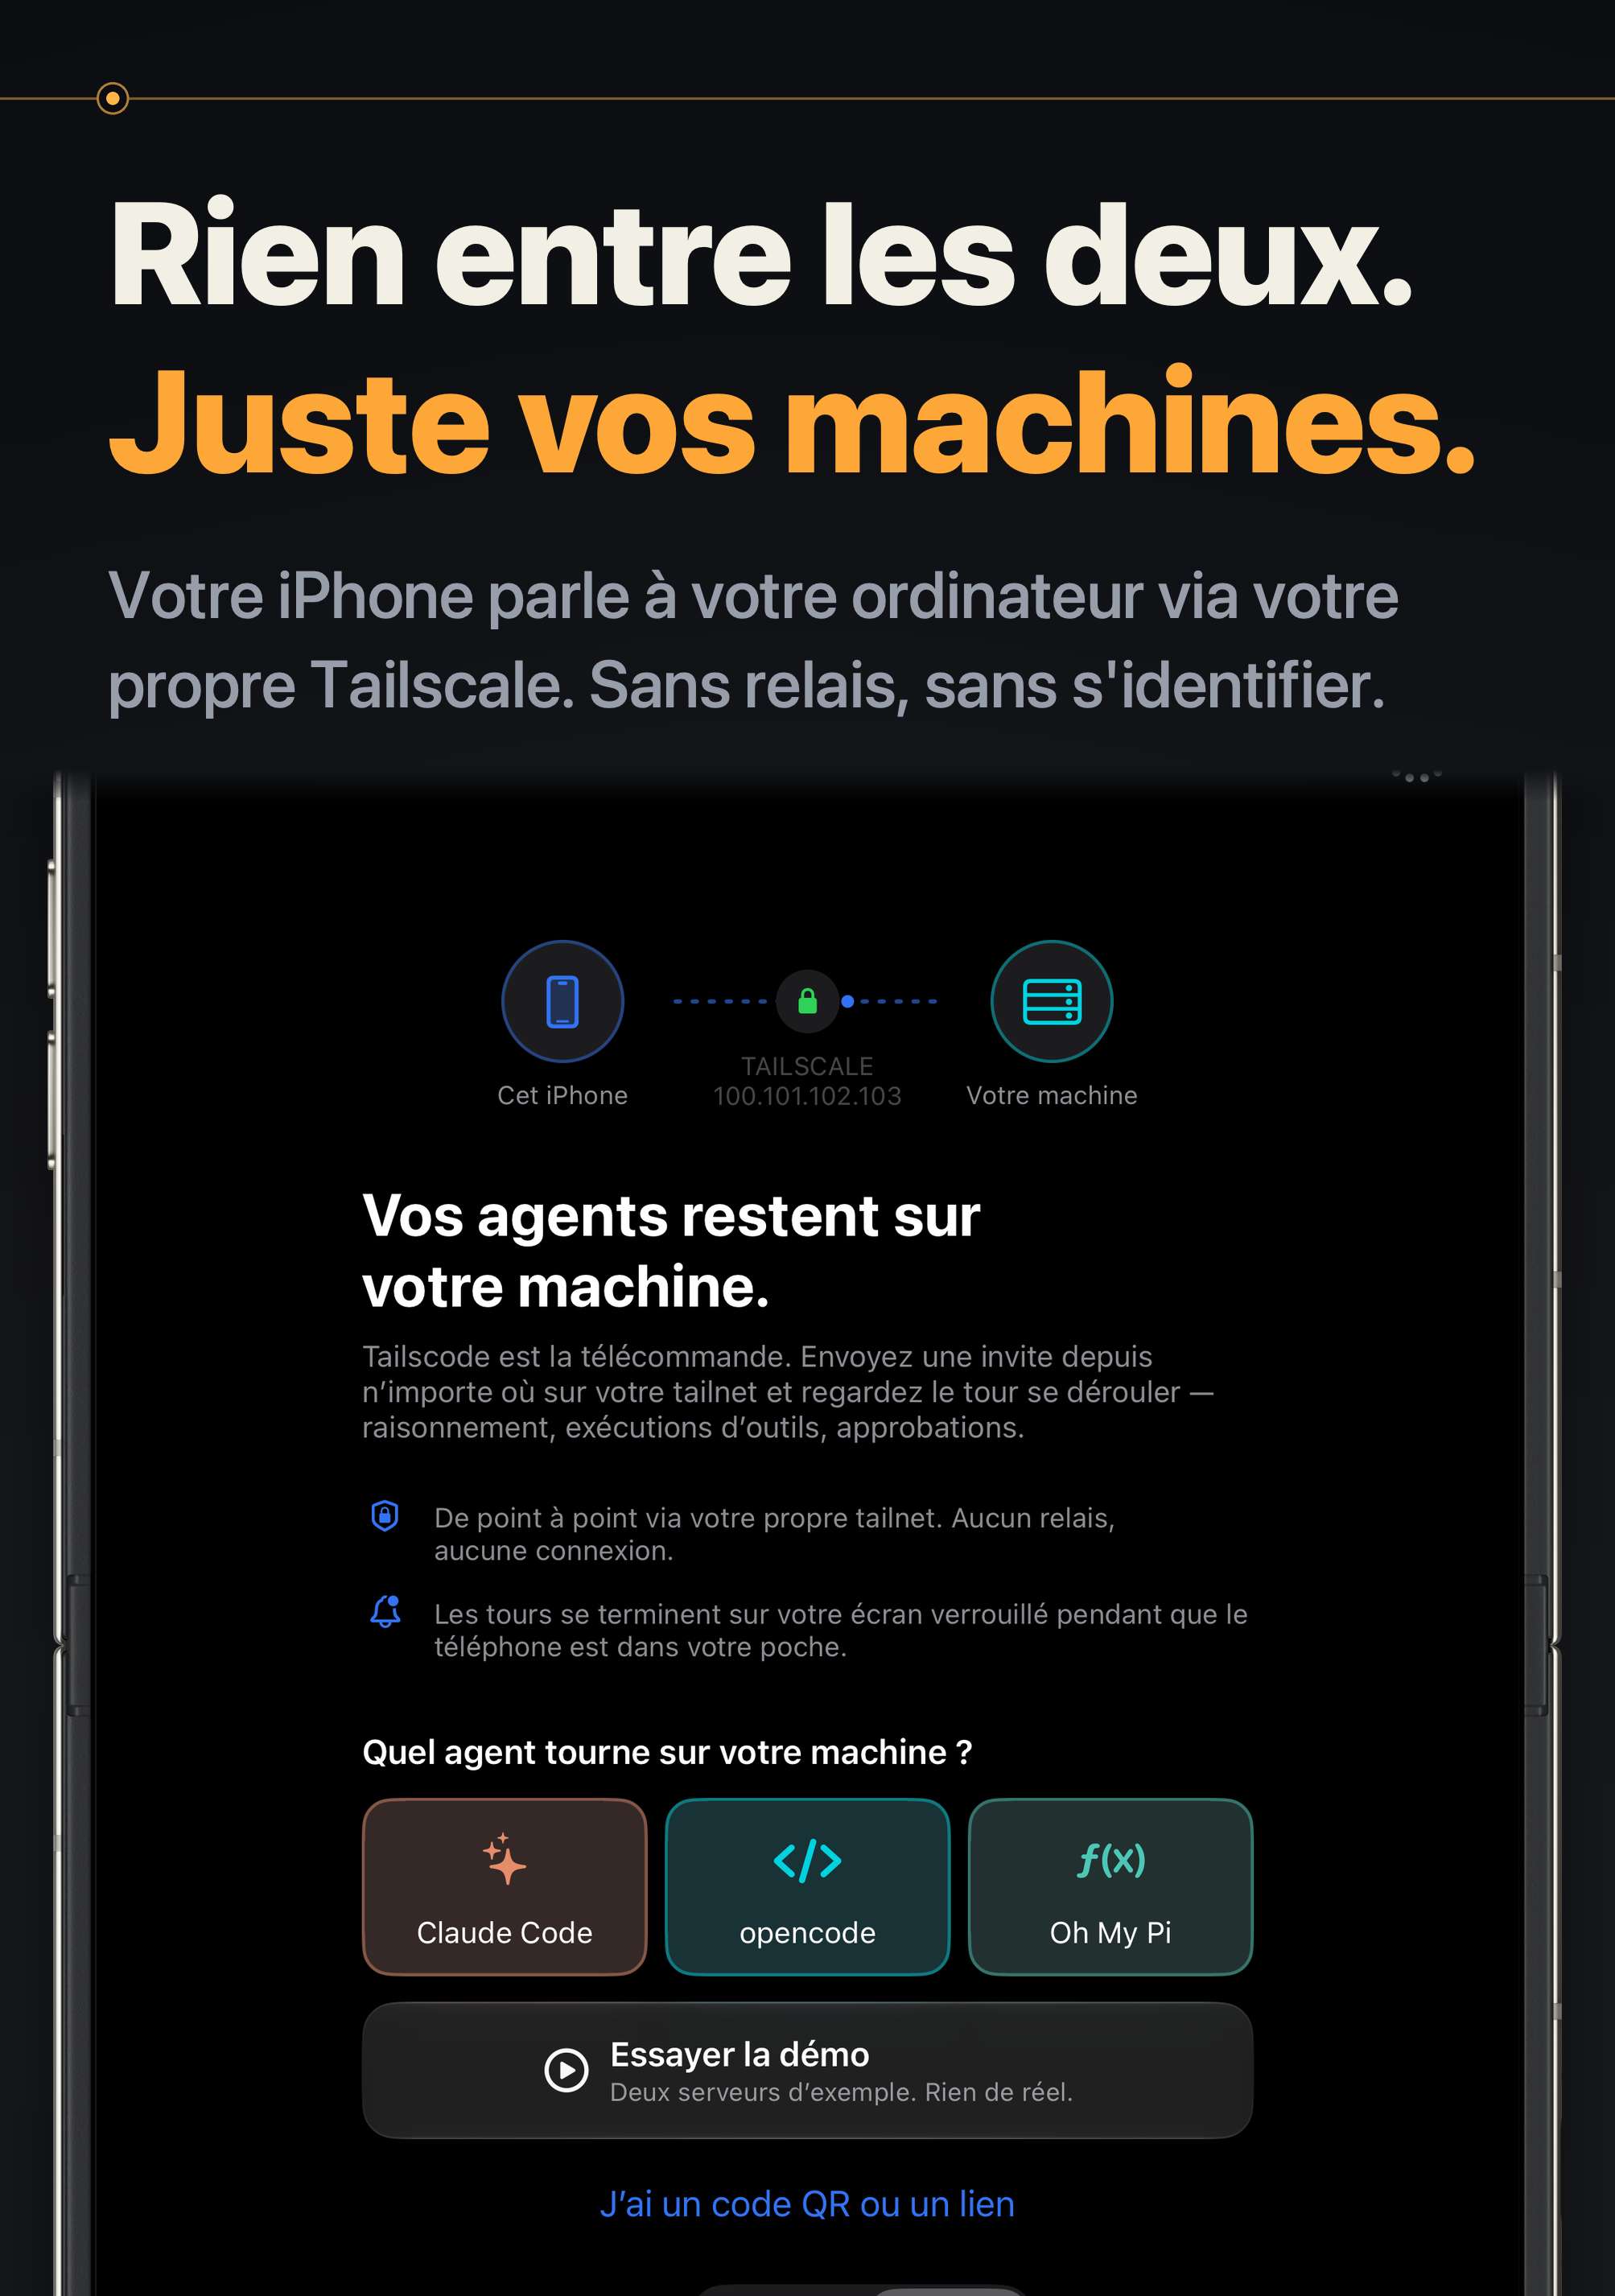 Rien entre les deux.
Juste vos machines.
Votre iPhone parle à votre ordinateur via votre
propre Tailscale. Sans relais, sans s'identifier.
TAILSCALE
Cet iPhone
100.101.102.103
Votre machine
Vos agents restent sur
votre machine.
Tailscode est la télécommande. Envoyez une invite depuis
n’importe où sur votre tailnet et regardez le tour se dérouler —
raisonnement, exécutions d’outils, approbations.
De point à point via votre propre tailnet. Aucun relais,
aucune connexion.
Les tours se terminent sur votre écran verrouillé pendant que le
téléphone est dans votre poche.
Quel agent tourne sur votre machine ?
</>
ƒ(x)
Claude Code
opencode
Oh My Pi
Essayer la démo
Deux serveurs d’exemple. Rien de réel.
J’ai un code QR ou un lien